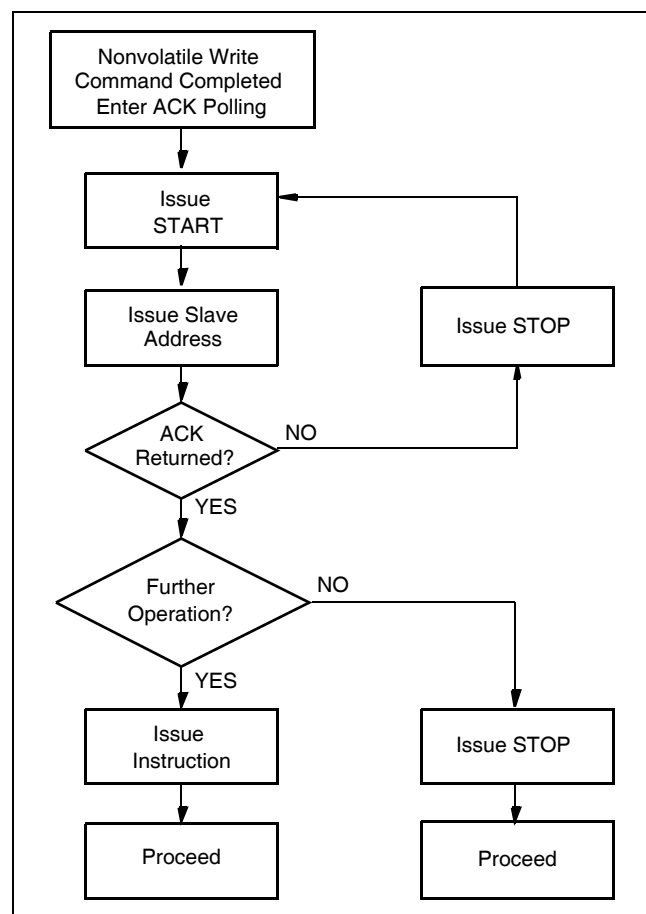 Nonvolatile Write
Command Completed
Enter ACK Polling
Issue
START
Issue Slave
Address
Issue STOP
ACK
Returned?
NO
YES
Further
Operation?
NO
YES
Issue
Instruction
Issue STOP
Proceed
Proceed